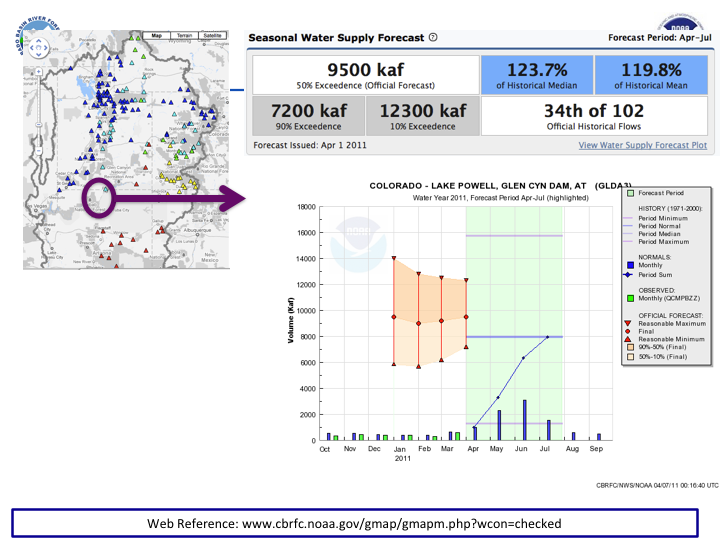 ADO BASIN RIVER FOR
NOAA
Map Terrain Satellite
Seasonal Water Supply Forecast ?
Forecast Period: Apr-Jul
9500 kaf
50% Exceedence (Official Forecast)
123.7%
of Historical Median
119.8%
of Historical Mean
7200 kaf
90% Exceedence
12300 kaf
10% Exceedence
34th of 102
Official Historical Flows
Forecast Issued: Apr 1 2011
View Water Supply Forecast Plot
COLORADO - LAKE POWELL, GLEN CYN DAM, AT (GLDA3)
Water Year 2011, Forecast Period Apr-Jul (highlighted)
Volume (Kaf)
18000
16000
14000
12000
10000
8000
6000
4000
2000
0
Oct Nov Dec Jan Feb Mar Apr May Jun Jul Aug Sep
2011
Forecast Period
HISTORY (1971-2000):
Period Minimum
Period Normal
Period Median
Period Maximum
NORMALS:
Monthly
Period Sum
OBSERVED:
Monthly (QCMPBZZ)
OFFICIAL FORECAST:
Reasonable Maximum
Final
Reasonable Minimum
90%-50% (Final)
50%-10% (Final)
CBRFC/NWS/NOAA 04/07/11 00:16:40 UTC
Web Reference: www.cbrfc.noaa.gov/gmap/gmapm.php?wcon=checked